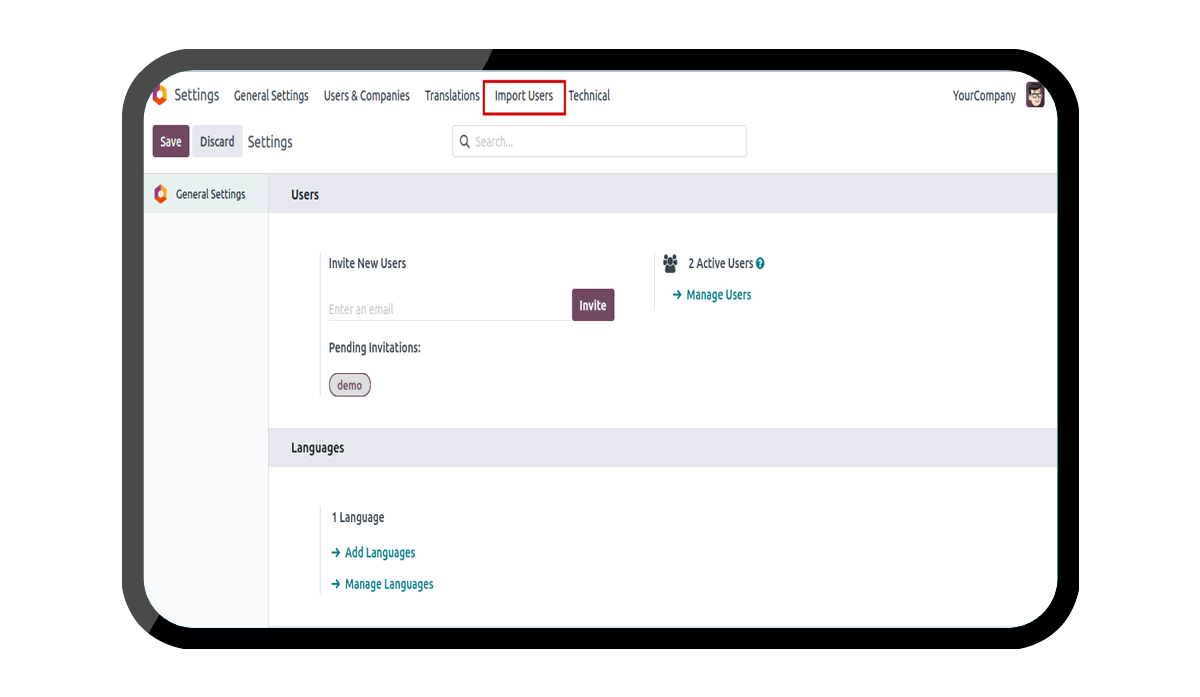 Settings General Settings Users & Companies Translations Import Users Technical YourCompany
Save Discard Settings Search...
General Settings
Users
Invite New Users
2 Active Users
Manage Users
Enter an email
Invite
Pending Invitations:
demo
Languages
1 Language
Add Languages
Manage Languages